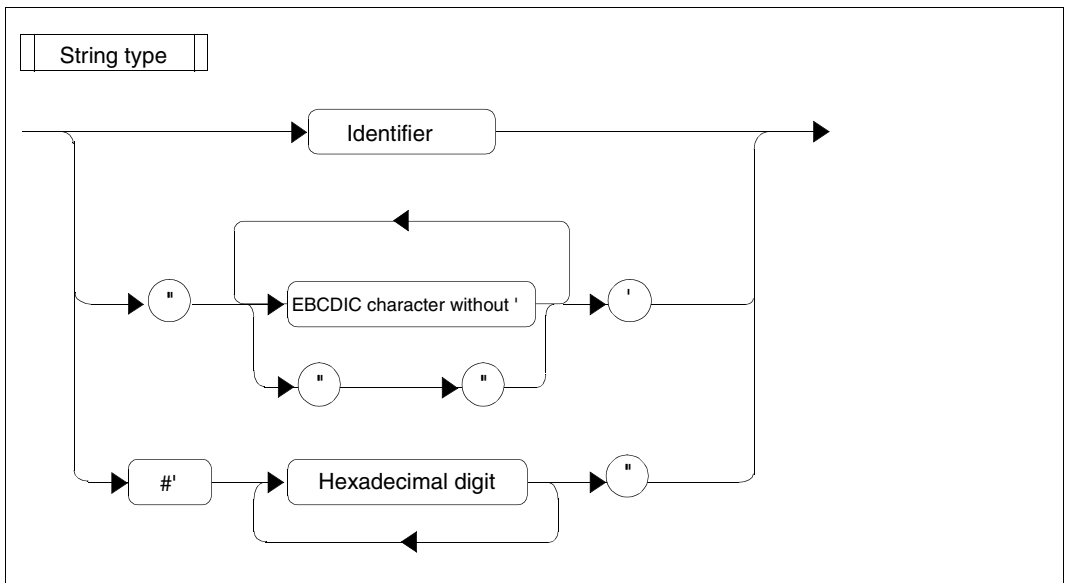 String type
Identifier
" EBCDIC character without ' '
" "
#' Hexadecimal digit "